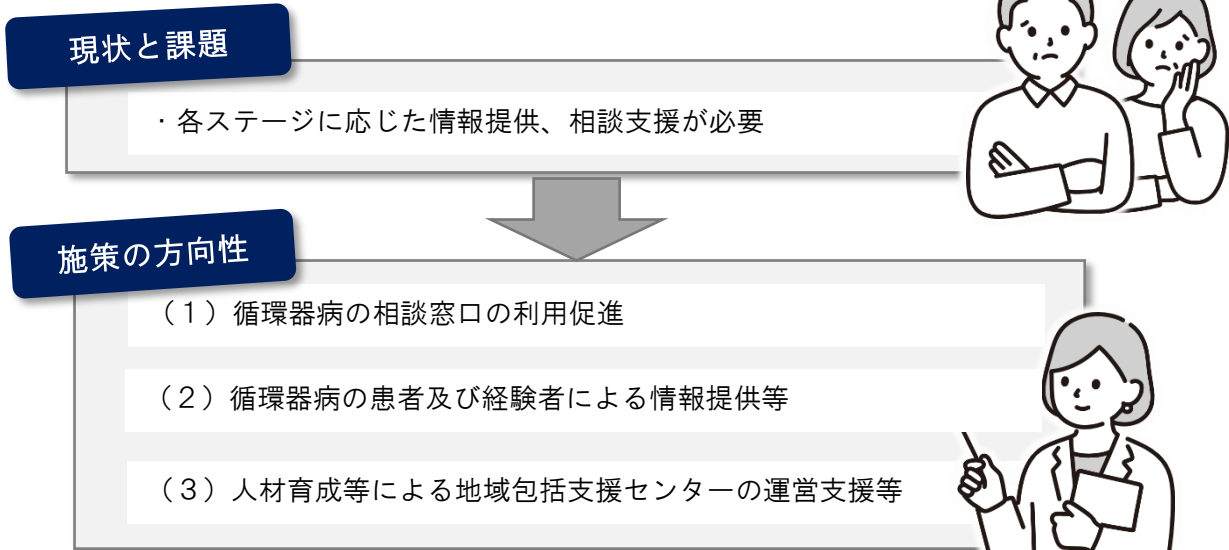 現状と課題
・各ステージに応じた情報提供、相談支援が必要
施策の方向性
（１）循環器病の相談窓口の利用促進
（２）循環器病の患者及び経験者による情報提供等
（３）人材育成等による地域包括支援センターの運営支援等